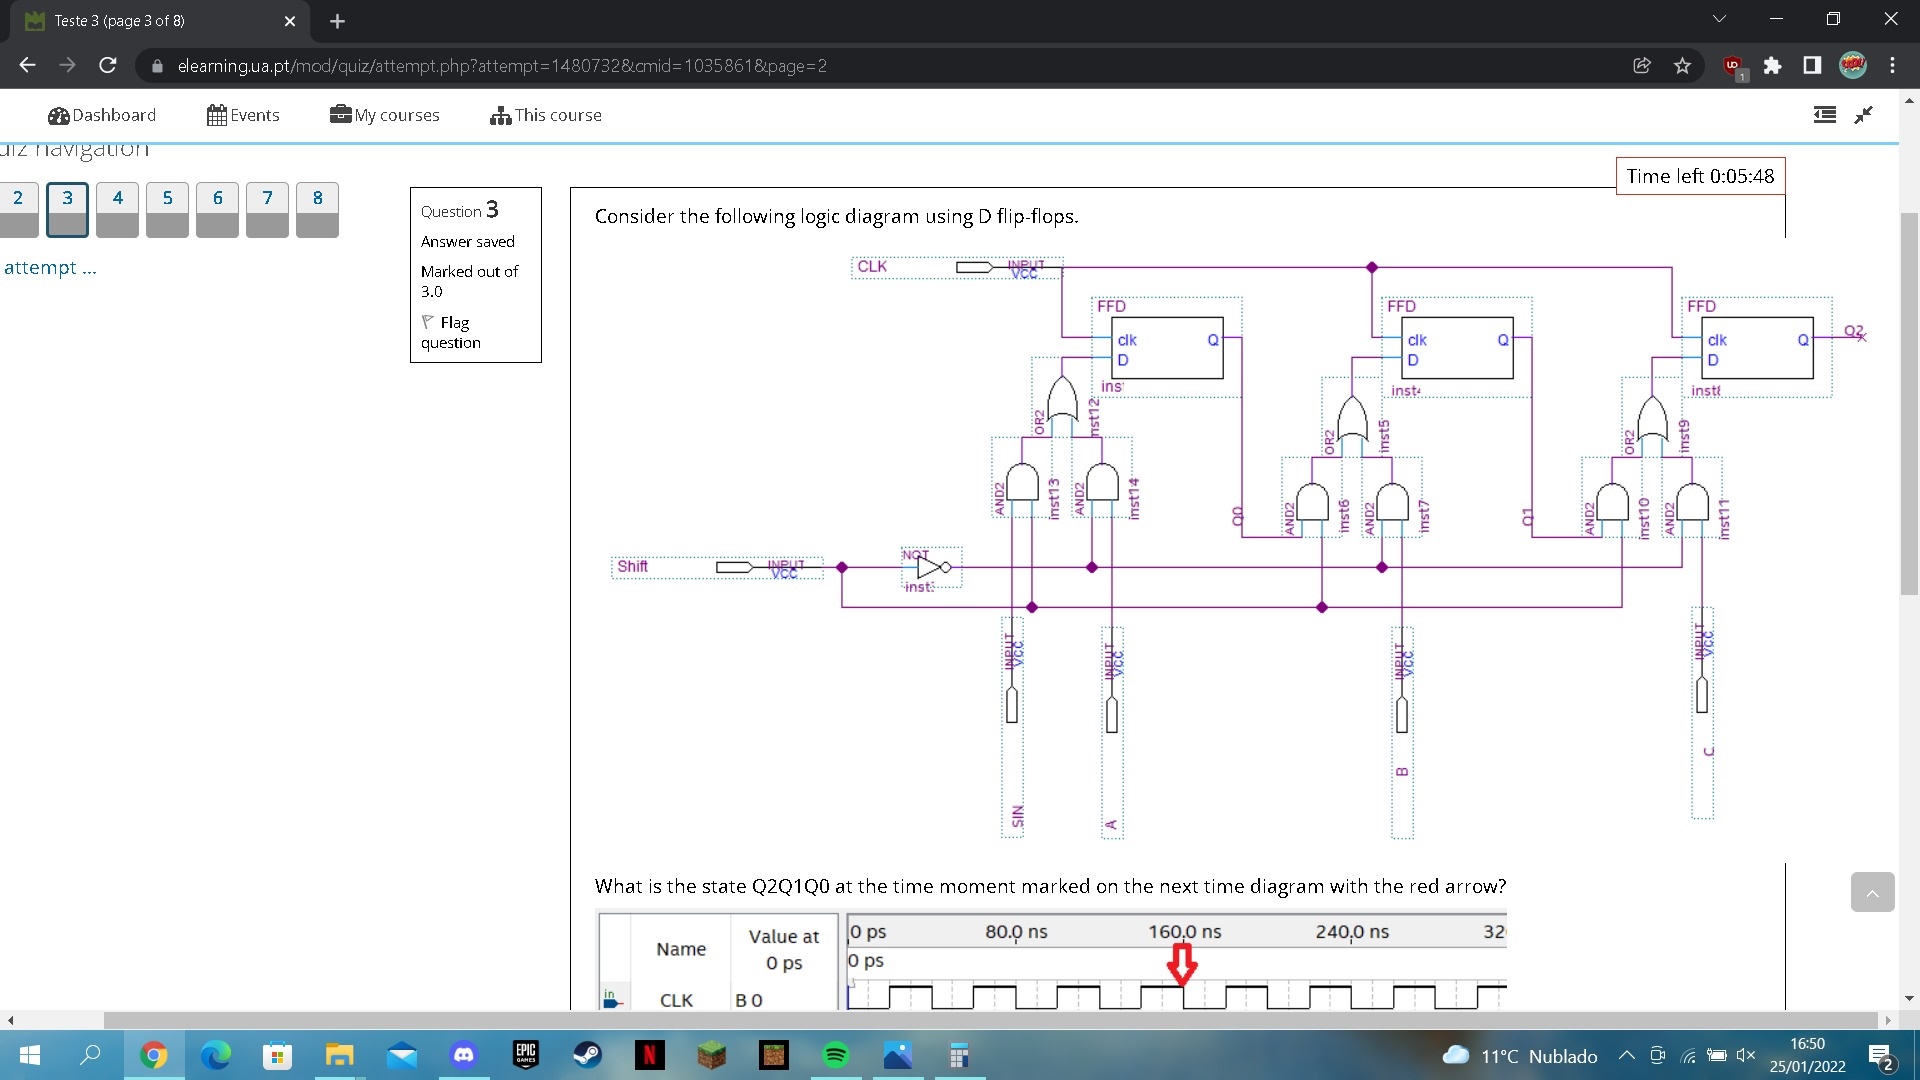 Teste 3 (page 3 of 8)
elearning.ua.pt/mod/quiz/attempt.php?attempt=1480732&cmid=1035861&page=2
1
Dashboard
Events
My courses
This course
uiz navigation
Time left 0:05:48
2 3 4 5 6 7 8
attempt ...
Question 3
Answer saved
Marked out of
3.0
Flag
question
Consider the following logic diagram using D flip-flops.
CLK
INPUT
VCC
FFD
clk
D
Q
FFD
clk
D
Q
inst
FFD
clk
D
Q
Q2
OR2
inst12
OR2
inst5
OR2
inst9
AND2
inst13
AND2
inst14
Q0
AND2
inst6
AND2
inst7
Q1
AND2
inst10
AND2
inst11
Shift
INPUT
VCC
NOT
INPUT
VCC
INPUT
VCC
INPUT
VCC
INPUT
VCC
SIN
A
B
C
What is the state Q2Q1Q0 at the time moment marked on the next time diagram with the red arrow?
Name
Value at
0 ps
0 ps
80.0 ns
160.0 ns
240.0 ns
32
0 ps
in
CLK
B 0
EPIC
GAMES
N
11°C Nublado
16:50
25/01/2022
2